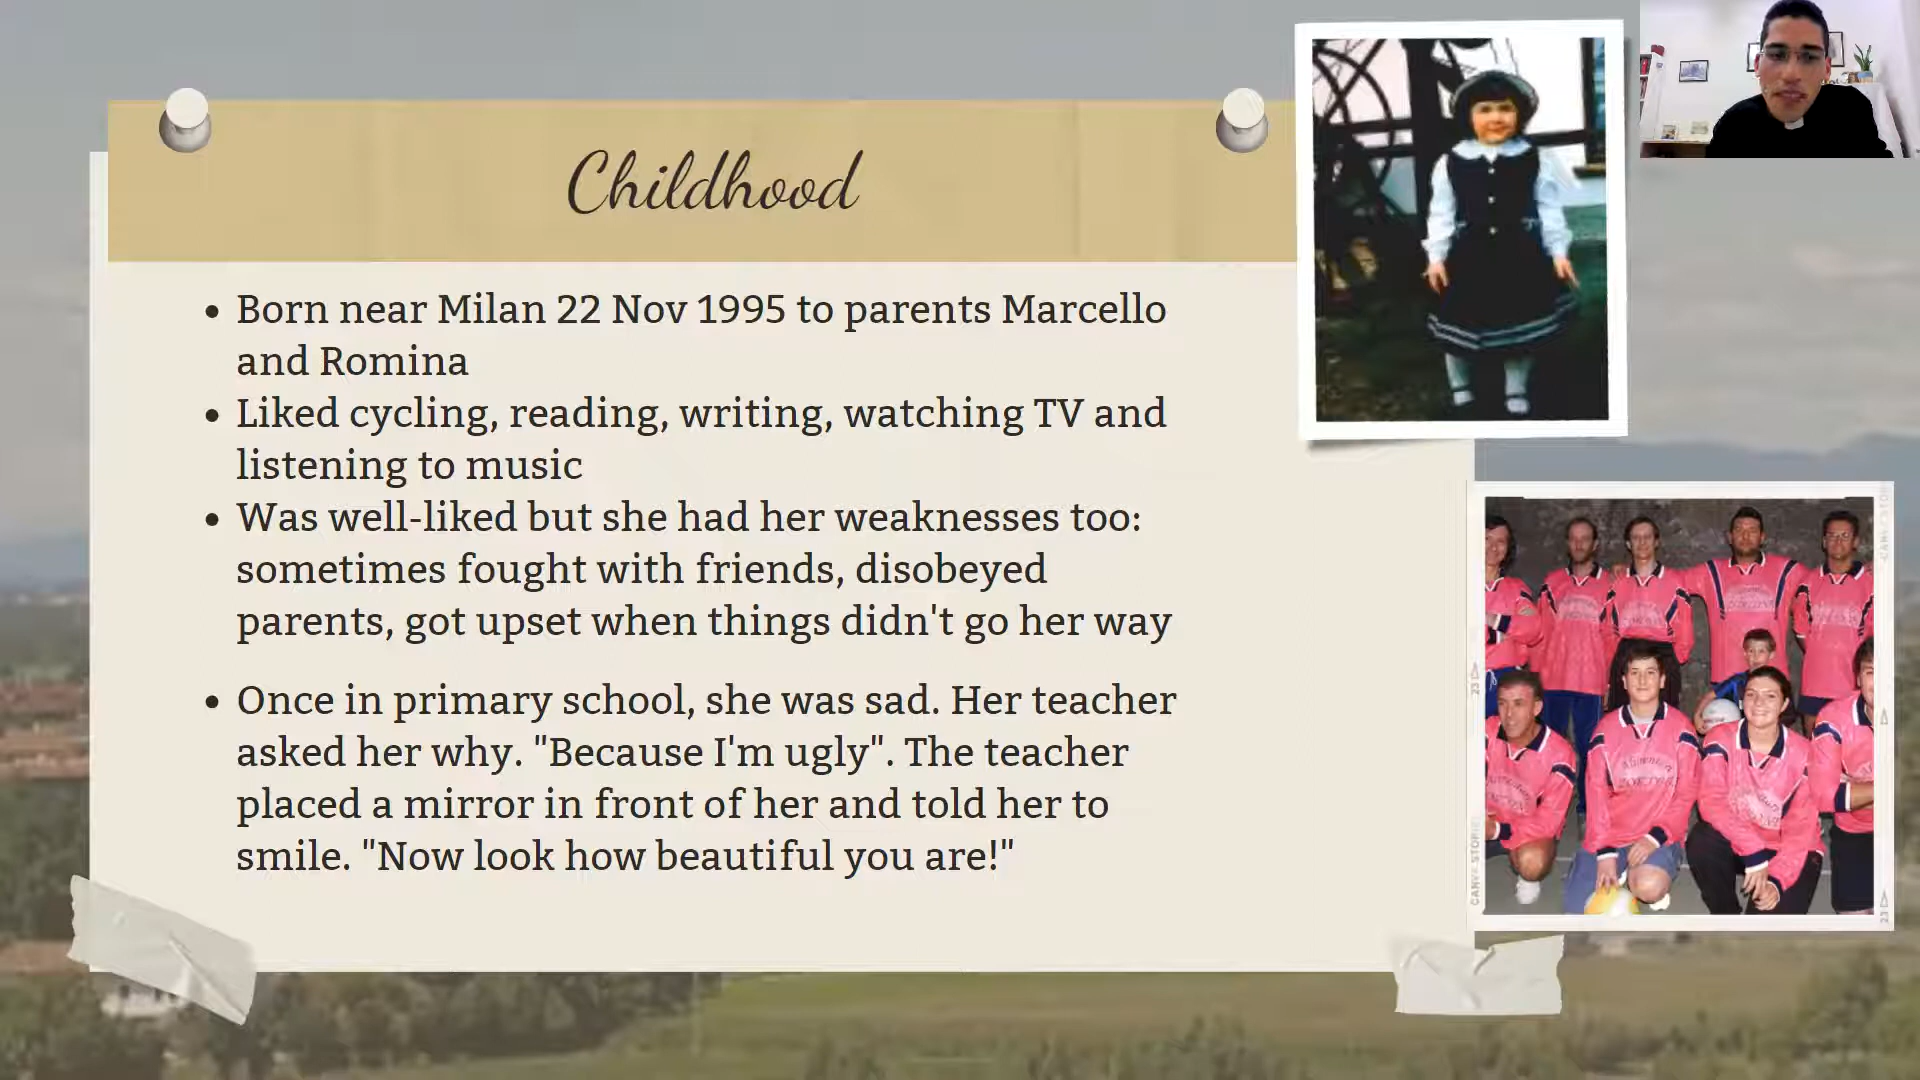 Childhood
Born near Milan 22 Nov 1995 to parents Marcello
and Romina
Liked cycling, reading, writing, watching TV and
listening to music
Was well-liked but she had her weaknesses too:
sometimes fought with friends, disobeyed
parents, got upset when things didn't go her way
Once in primary school, she was sad. Her teacher
asked her why. "Because I'm ugly". The teacher
placed a mirror in front of her and told her to
smile. "Now look how beautiful you are!"
23
CANVA STORIES
23